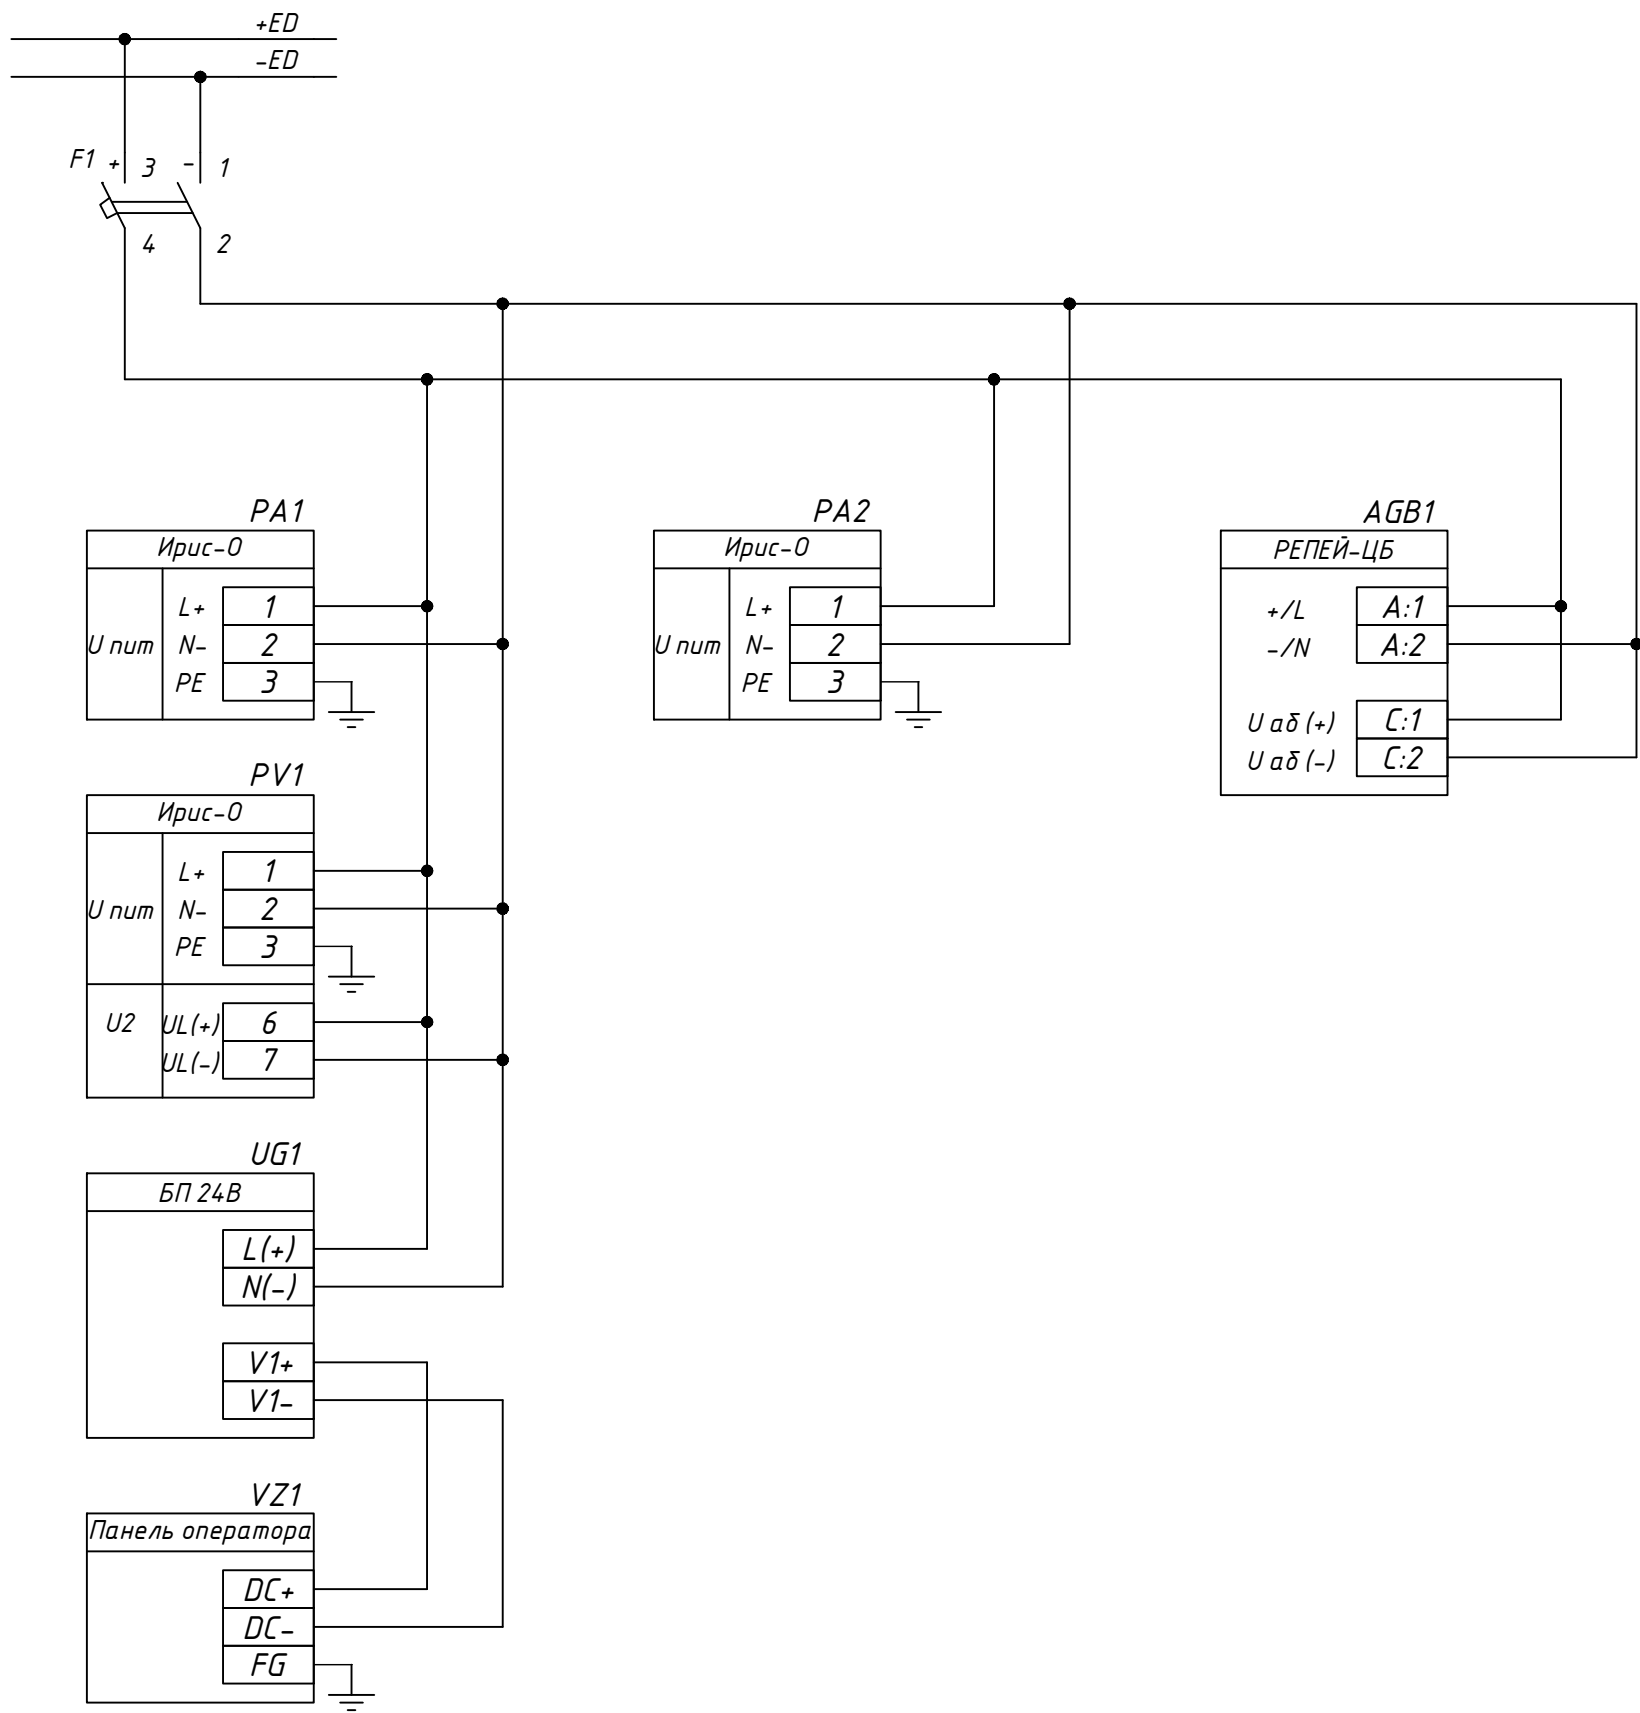 +ED
-ED
F1 + 3 - 1
4 2
PA1
Ирис-О
U пит
L+ 1
N- 2
PE 3
PA2
Ирис-О
U пит
L+ 1
N- 2
PE 3
AGB1
РЕПЕЙ-ЦБ
+/L A:1
-/N A:2
U аб (+) C:1
U аб (-) C:2
PV1
Ирис-О
U пит
L+ 1
N- 2
PE 3
U2
UL(+) 6
UL(-) 7
UG1
БП 24В
L(+)
N(-)
V1+
V1-
VZ1
Панель оператора
DC+
DC-
FG